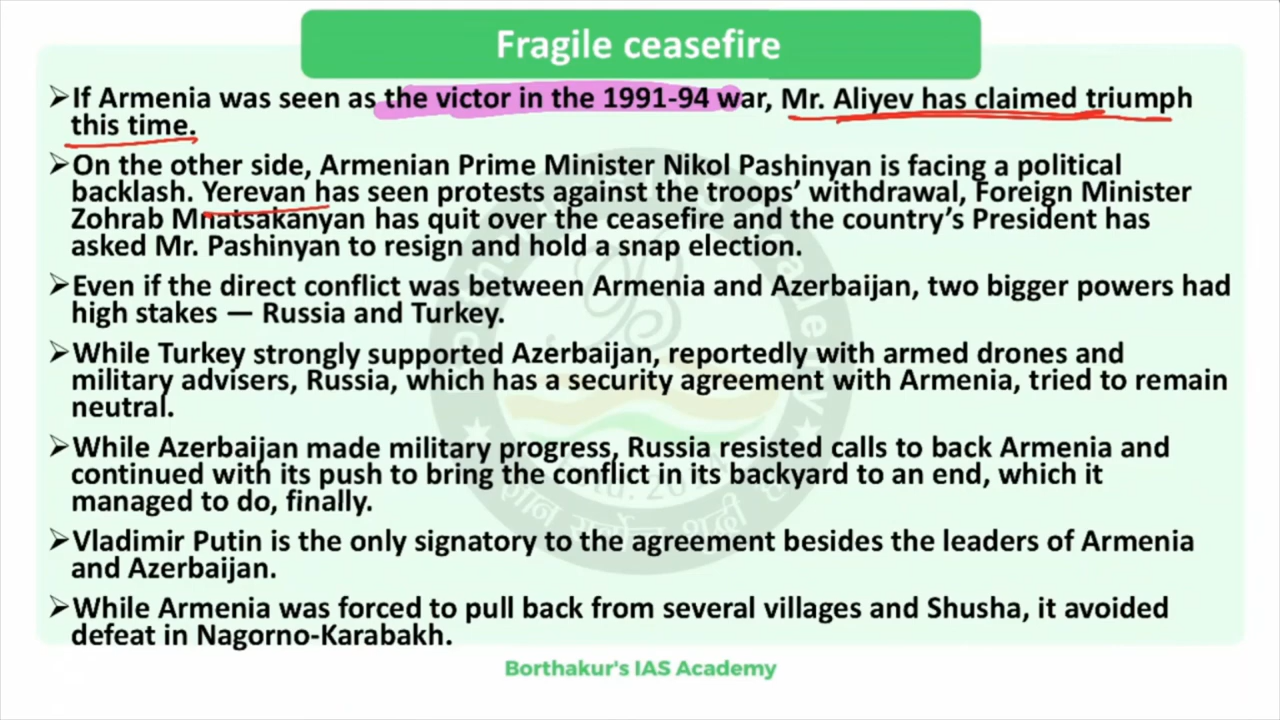 Fragile ceasefire
➢If Armenia was seen as the victor in the 1991-94 war, Mr. Aliyev has claimed triumph
this time.
➢On the other side, Armenian Prime Minister Nikol Pashinyan is facing a political
backlash. Yerevan has seen protests against the troops’ withdrawal, Foreign Minister
Zohrab Mnatsakanyan has quit over the ceasefire and the country’s President has
asked Mr. Pashinyan to resign and hold a snap election.
➢Even if the direct conflict was between Armenia and Azerbaijan, two bigger powers had
high stakes — Russia and Turkey.
➢While Turkey strongly supported Azerbaijan, reportedly with armed drones and
military advisers, Russia, which has a security agreement with Armenia, tried to remain
neutral.
➢While Azerbaijan made military progress, Russia resisted calls to back Armenia and
continued with its push to bring the conflict in its backyard to an end, which it
managed to do, finally.
➢Vladimir Putin is the only signatory to the agreement besides the leaders of Armenia
and Azerbaijan.
➢While Armenia was forced to pull back from several villages and Shusha, it avoided
defeat in Nagorno-Karabakh.
Borthakur's IAS Academy